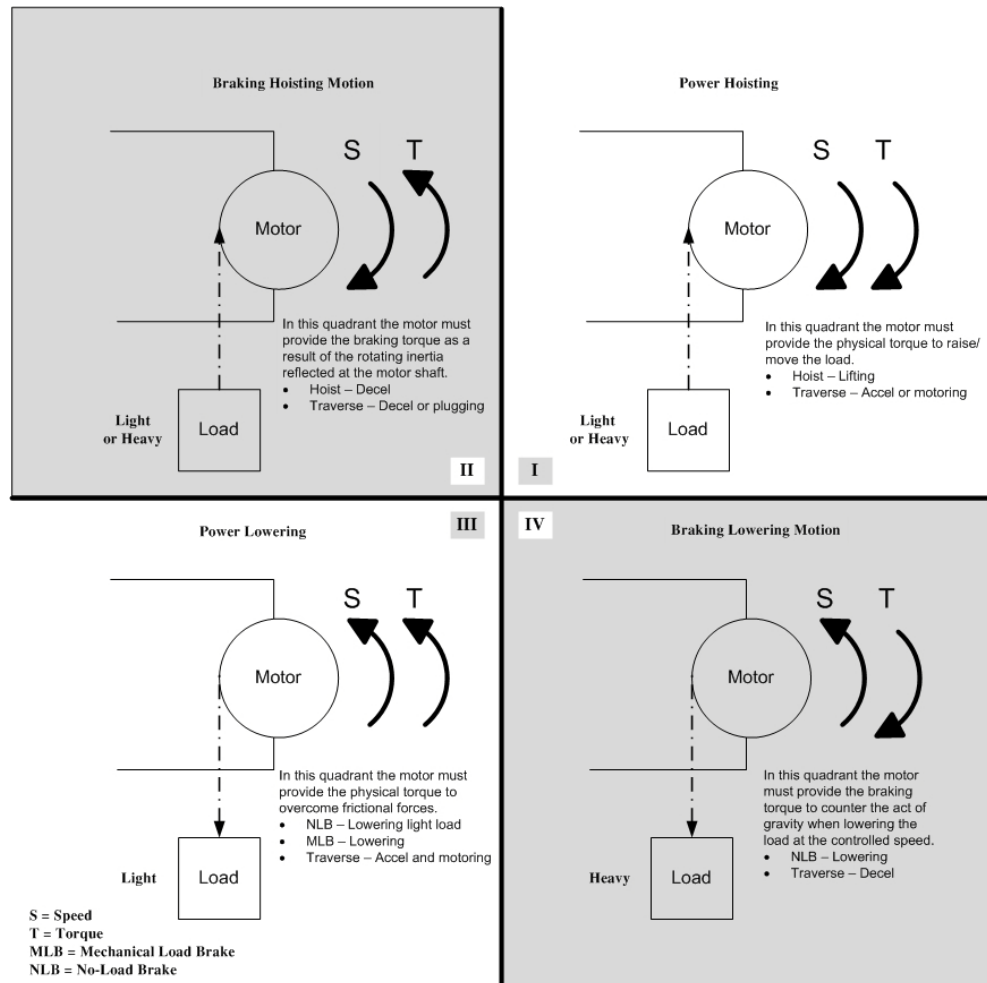 Braking Hoisting Motion
S T
Motor
In this quadrant the motor must
provide the braking torque as a
result of the rotating inertia
reflected at the motor shaft.
• Hoist – Decel
• Traverse – Decel or plugging
Light
or Heavy
Load
II
Power Hoisting
S T
Motor
In this quadrant the motor must
provide the physical torque to raise/
move the load.
• Hoist – Lifting
• Traverse – Accel or motoring
Light
or Heavy
Load
I
Power Lowering
III
S T
Motor
In this quadrant the motor must
provide the physical torque to
overcome frictional forces.
• NLB – Lowering light load
• MLB – Lowering
• Traverse – Accel and motoring
Light
Load
S = Speed
T = Torque
MLB = Mechanical Load Brake
NLB = No-Load Brake
IV
Braking Lowering Motion
S T
Motor
In this quadrant the motor
must provide the braking
torque to counter the act of
gravity when lowering the
load at the controlled speed.
• NLB – Lowering
• Traverse – Decel
Heavy
Load